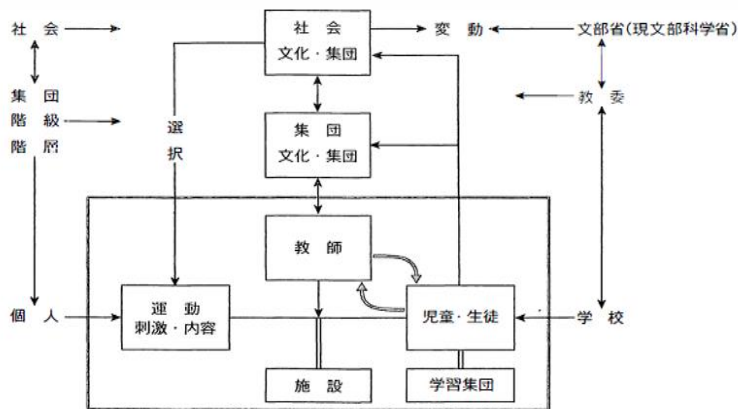 社会
社会
文化・集団
変動
文部省(現文部科学省)
集団
階級
階層
選択
集団
文化・集団
教委
教師
個人
運動
刺激・内容
児童・生徒
学校
施設
学習集団